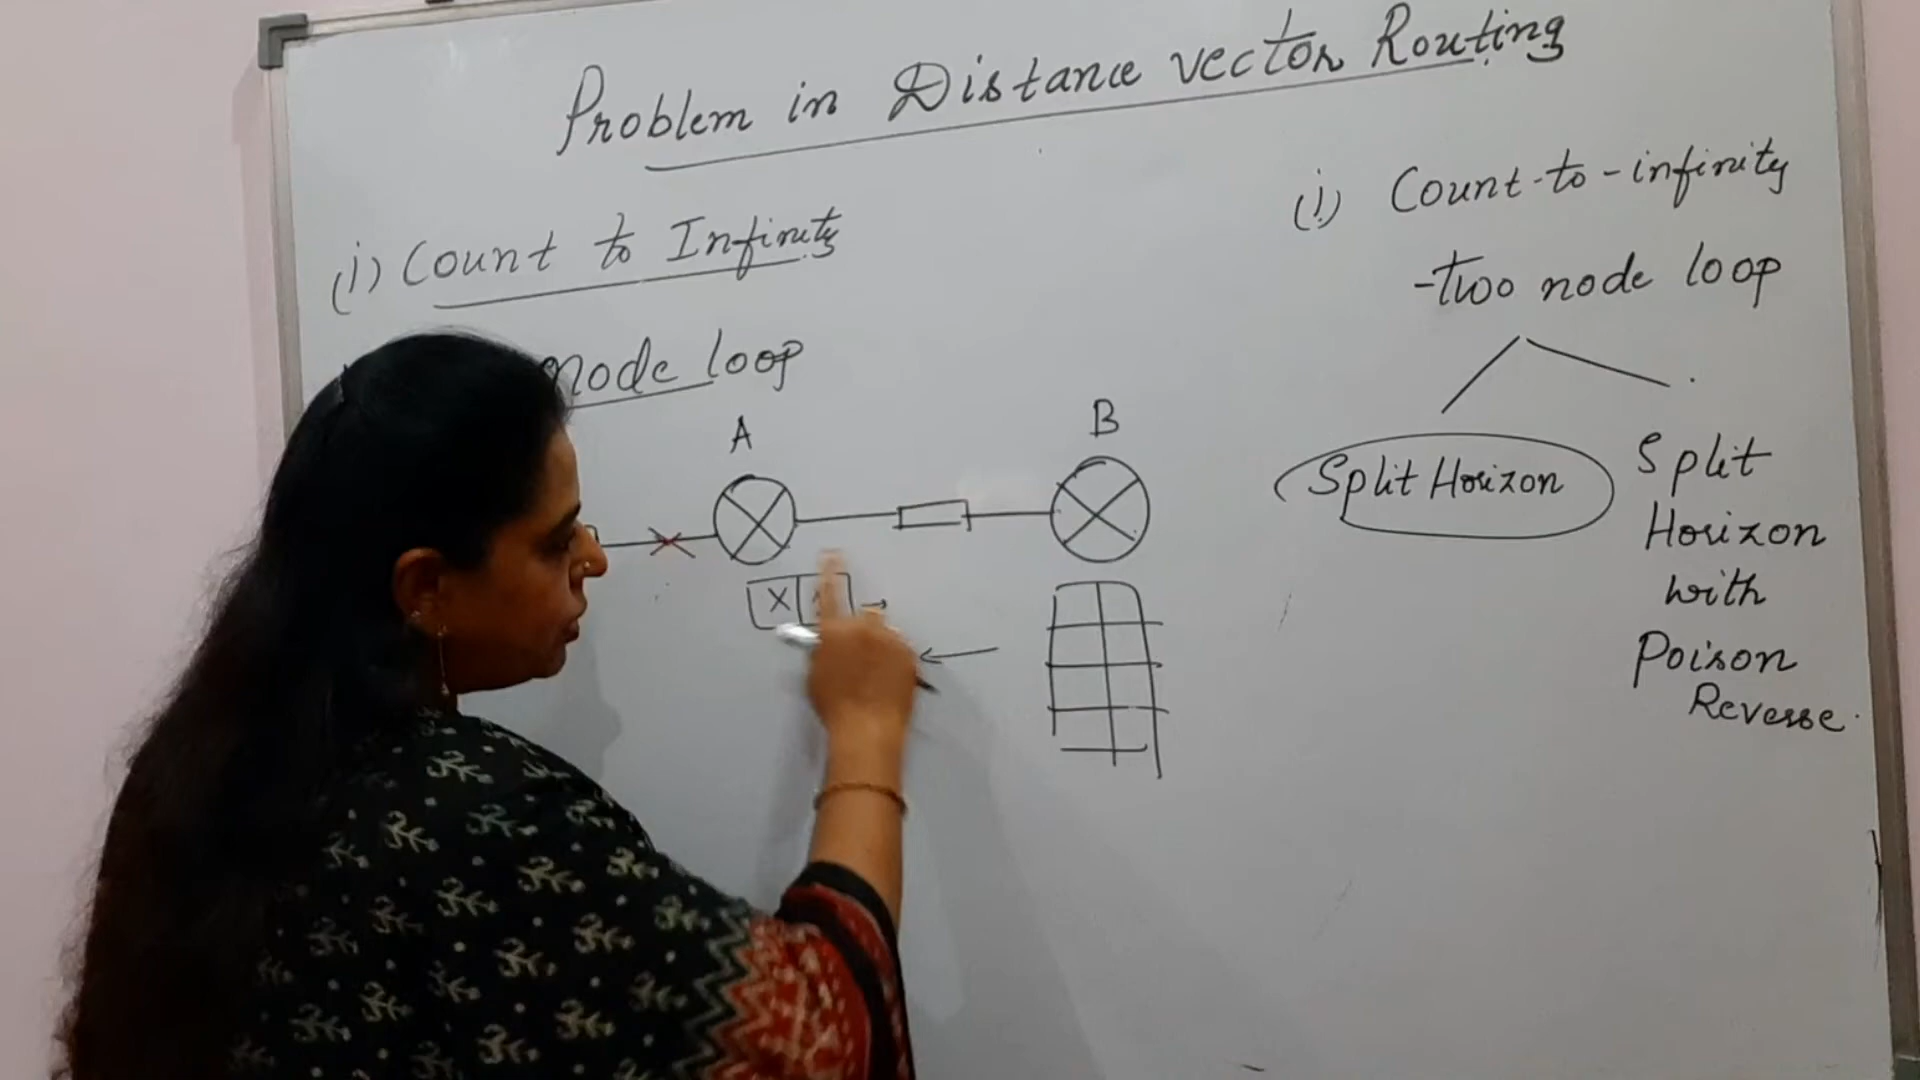 Problem in Distance vector Routing
(i) Count to Infinity
node loop
A
B
X
(i) Count-to-infinity
-Two node loop
Split Horizon
Split
Horizon
with
Poison
Reverse